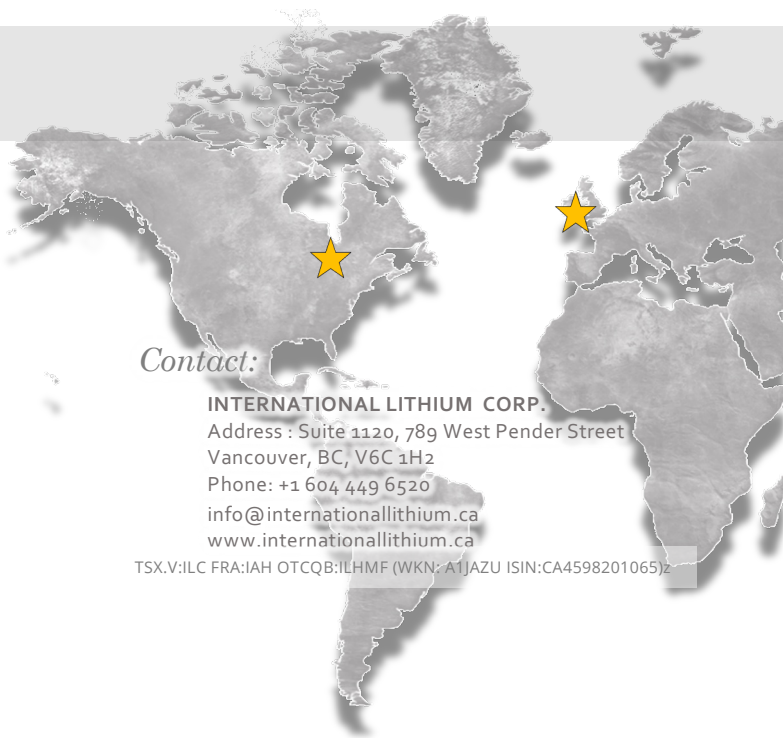 Contact:
INTERNATIONAL LITHIUM CORP.
Address : Suite 1120, 789 West Pender Street
Vancouver, BC, V6C 1H2
Phone: +1 604 449 6520
info@internationallithium.ca
www.internationallithium.ca
TSX.V:ILC FRA:IAH OTCQB:ILHMF (WKN: A1JAZU ISIN:CA4598201065)2